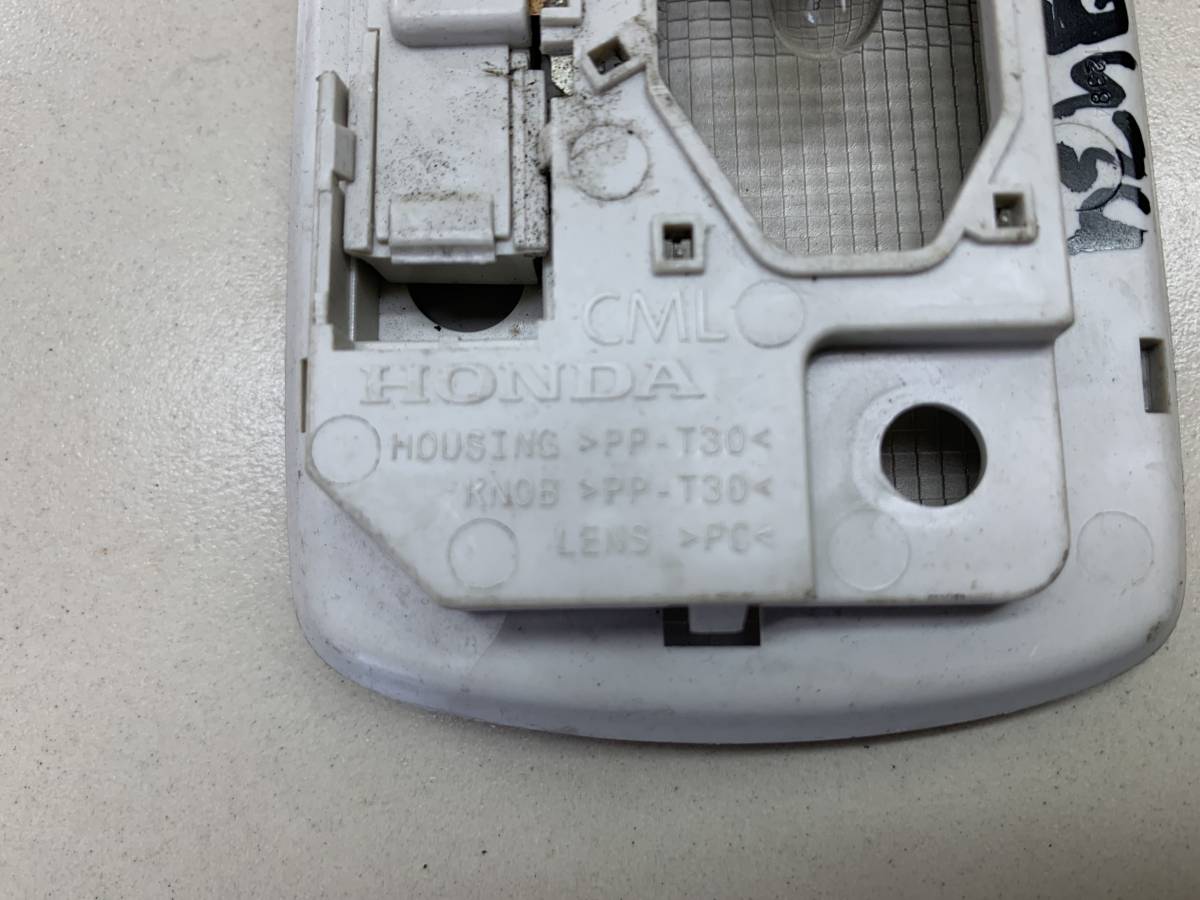 CML
HONDA
HOUSING >PP-T30<
KNOB >PP-T30<
LENS >PC<